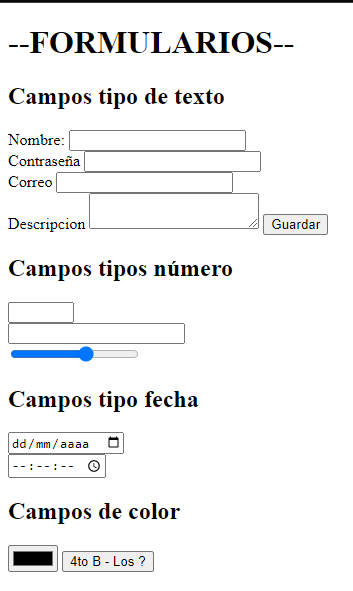 --FORMULARIOS--
Campos tipo de texto
Nombre:
Contraseña
Correo
Descripcion Guardar
Campos tipos número
Campos tipo fecha
dd/mm/aaaa
--:--:--
Campos de color
4to B - Los ?